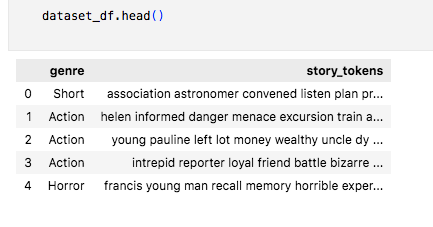 dataset_df.head()
genre story_tokens
0 Short association astronomer convened listen plan pr...
1 Action helen informed danger menace excursion train a...
2 Action young pauline left lot money wealthy uncle dy ...
3 Action intrepid reporter loyal friend battle bizarre ...
4 Horror francis young man recall memory horrible exper...